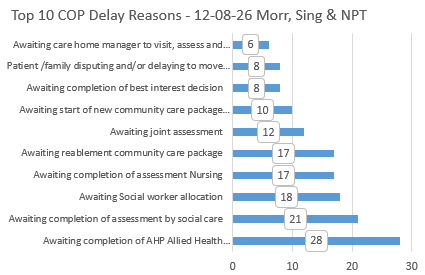 Top 10 COP Delay Reasons - 12-08-26 Morr, Sing & NPT
Awaiting care home manager to visit, assess and... 6
Patient /family disputing and/or delaying to move... 8
Awaiting completion of best interest decision 8
Awaiting start of new community care package... 10
Awaiting joint assessment 12
Awaiting reablement community care package 17
Awaiting completion of assessment Nursing 17
Awaiting Social worker allocation 18
Awaiting completion of assessment by social care 21
Awaiting completion of AHP Allied Health... 28
0 10 20 30